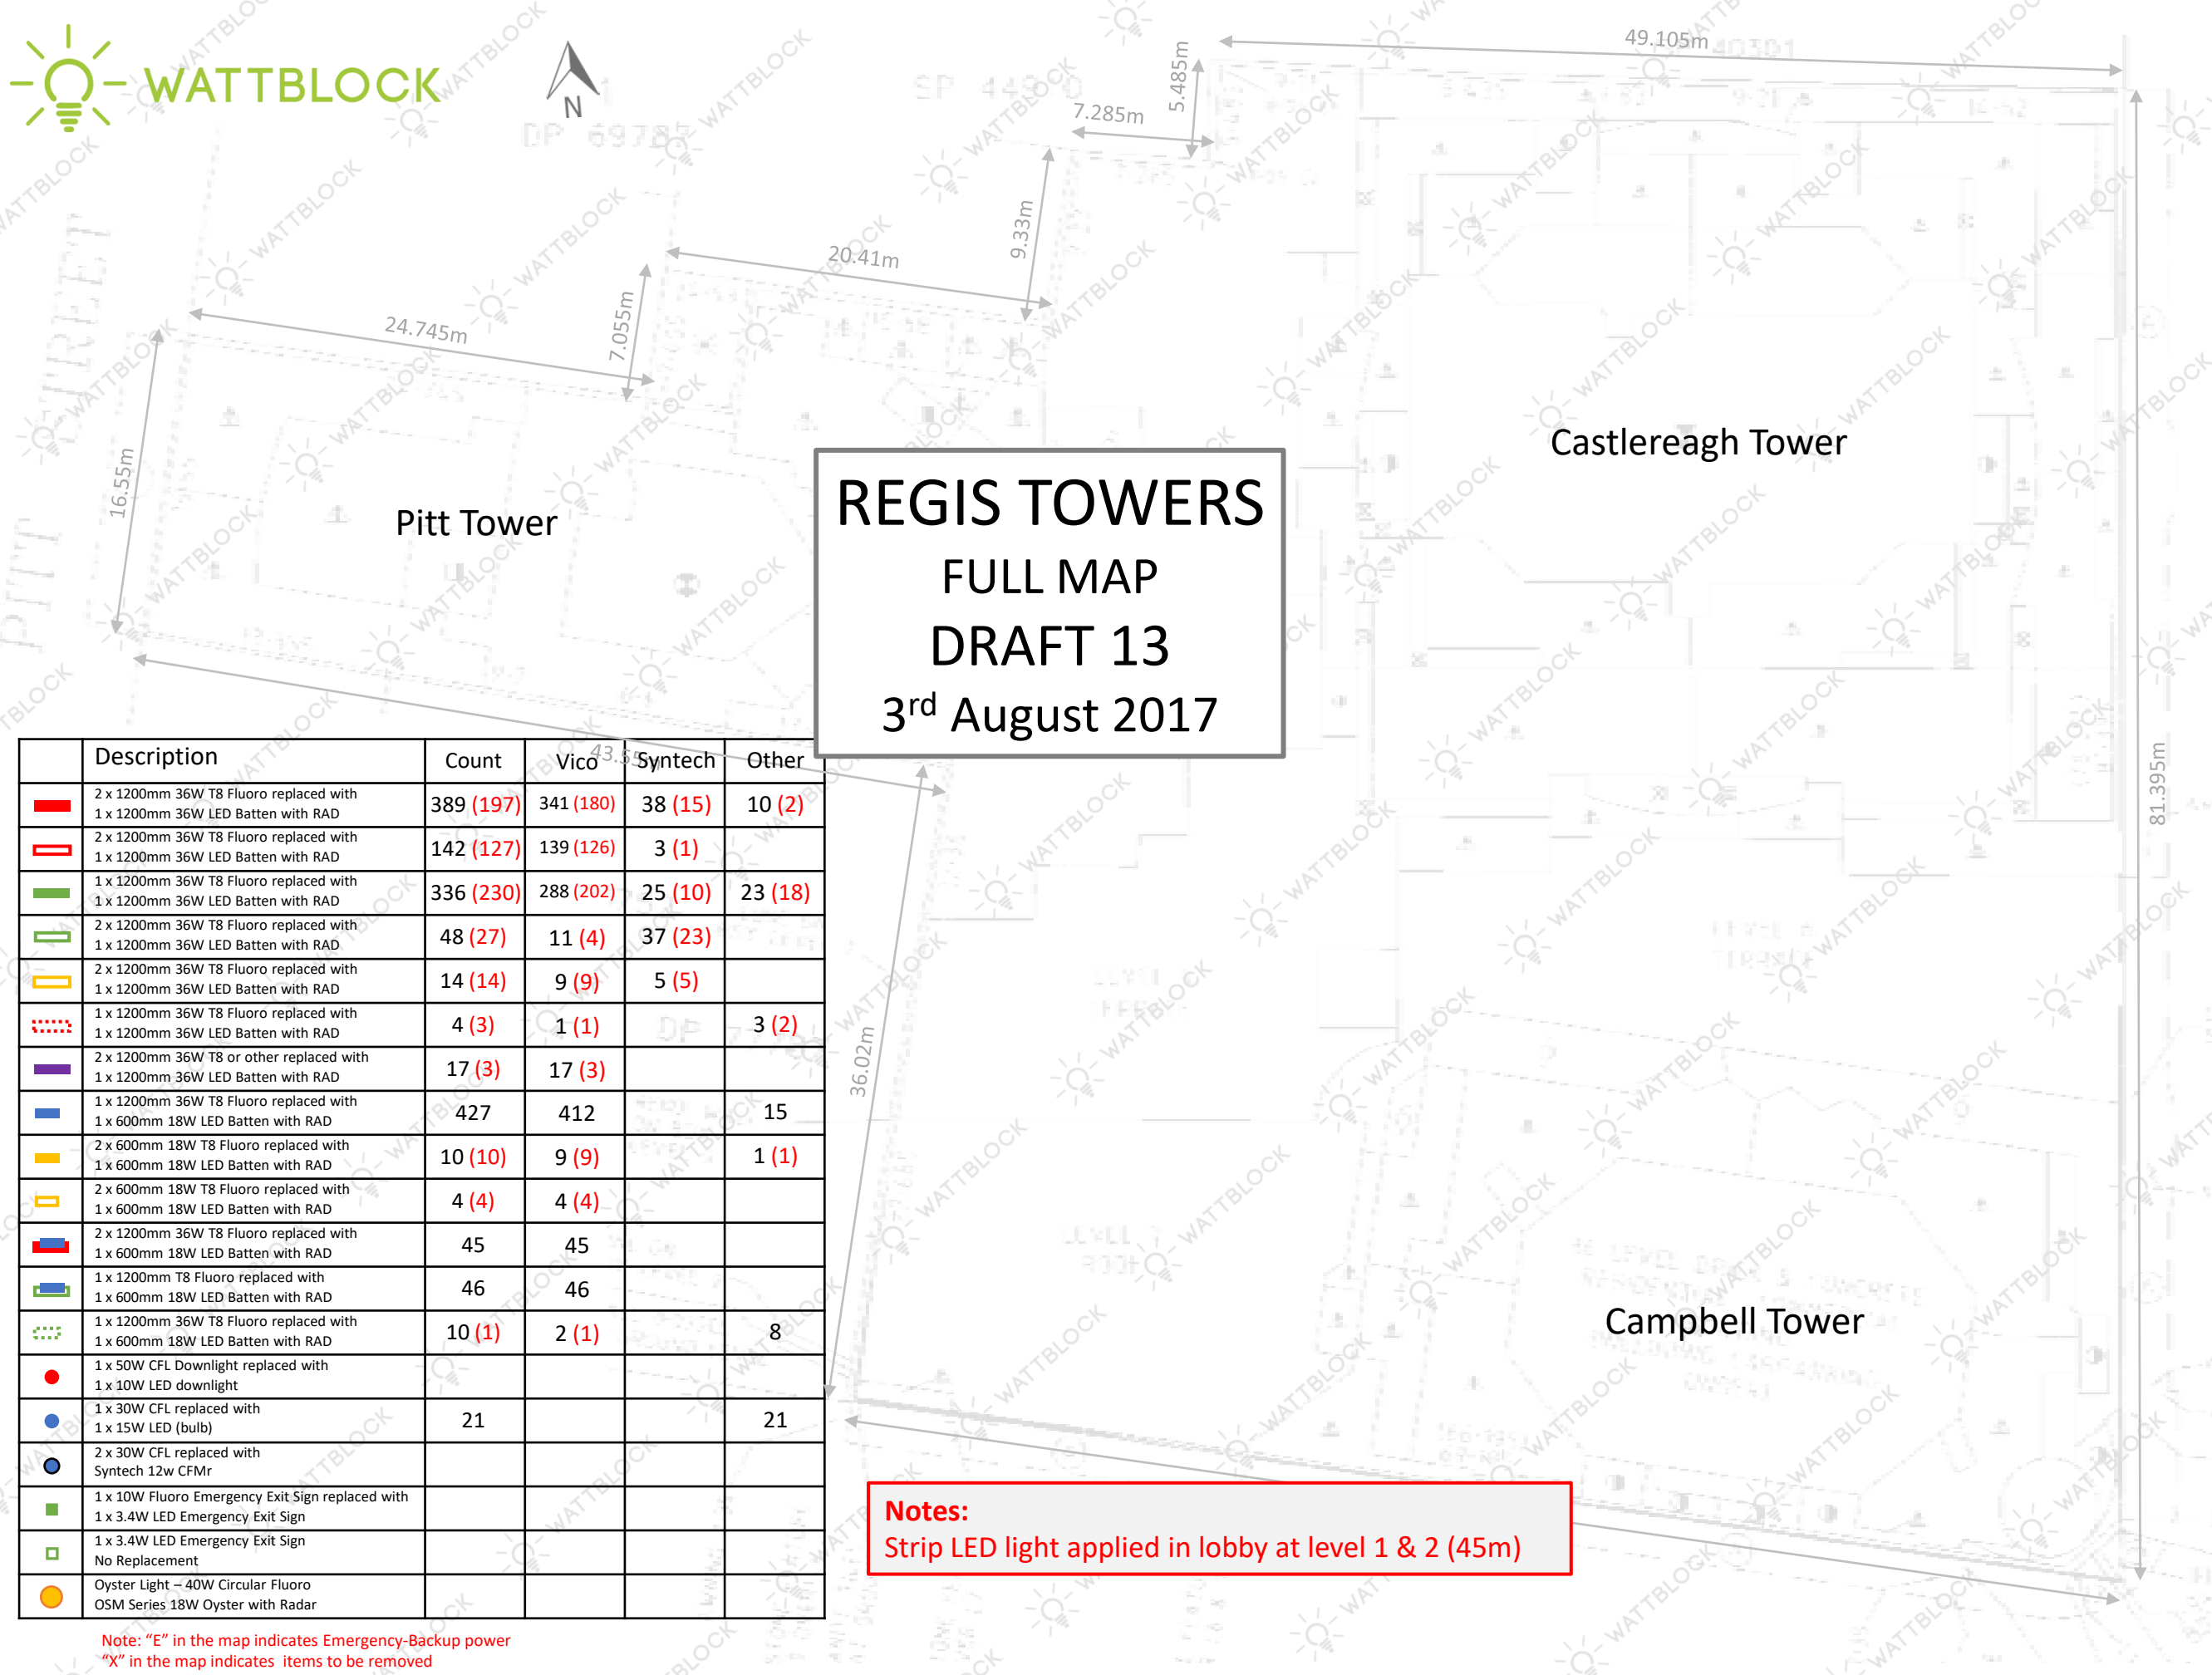 WATTBLOCK
N
49.105m
5.485m
7.285m
9.33m
20.41m
7.055m
24.745m
16.55m
Castlereagh Tower
Pitt Tower
REGIS TOWERS
FULL MAP
DRAFT 13
3rd August 2017
81.395m
36.02m
Campbell Tower
Description Count Vico Syntech Other
2 x 1200mm 36W T8 Fluoro replaced with
1 x 1200mm 36W LED Batten with RAD
389 (197) 341 (180) 38 (15) 10 (2)
2 x 1200mm 36W T8 Fluoro replaced with
1 x 1200mm 36W LED Batten with RAD
142 (127) 139 (126) 3 (1)
1 x 1200mm 36W T8 Fluoro replaced with
1 x 1200mm 36W LED Batten with RAD
336 (230) 288 (202) 25 (10) 23 (18)
2 x 1200mm 36W T8 Fluoro replaced with
1 x 1200mm 36W LED Batten with RAD
48 (27) 11 (4) 37 (23)
2 x 1200mm 36W T8 Fluoro replaced with
1 x 1200mm 36W LED Batten with RAD
14 (14) 9 (9) 5 (5)
1 x 1200mm 36W T8 Fluoro replaced with
1 x 1200mm 36W LED Batten with RAD
4 (3) 1 (1) 3 (2)
2 x 1200mm 36W T8 or other replaced with
1 x 1200mm 36W LED Batten with RAD
17 (3) 17 (3)
1 x 1200mm 36W T8 Fluoro replaced with
1 x 600mm 18W LED Batten with RAD
427 412 15
2 x 600mm 18W T8 Fluoro replaced with
1 x 600mm 18W LED Batten with RAD
10 (10) 9 (9) 1 (1)
2 x 600mm 18W T8 Fluoro replaced with
1 x 600mm 18W LED Batten with RAD
4 (4) 4 (4)
2 x 1200mm 36W T8 Fluoro replaced with
1 x 600mm 18W LED Batten with RAD
45 45
1 x 1200mm T8 Fluoro replaced with
1 x 600mm 18W LED Batten with RAD
46 46
1 x 1200mm 36W T8 Fluoro replaced with
1 x 600mm 18W LED Batten with RAD
10 (1) 2 (1) 8
1 x 50W CFL Downlight replaced with
1 x 10W LED downlight
1 x 30W CFL replaced with
1 x 15W LED (bulb)
21 21
2 x 30W CFL replaced with
Syntech 12w CFMr
1 x 10W Fluoro Emergency Exit Sign replaced with
1 x 3.4W LED Emergency Exit Sign
1 x 3.4W LED Emergency Exit Sign
No Replacement
Oyster Light – 40W Circular Fluoro
OSM Series 18W Oyster with Radar
Note: “E” in the map indicates Emergency-Backup power
“X” in the map indicates items to be removed
Notes:
Strip LED light applied in lobby at level 1 & 2 (45m)